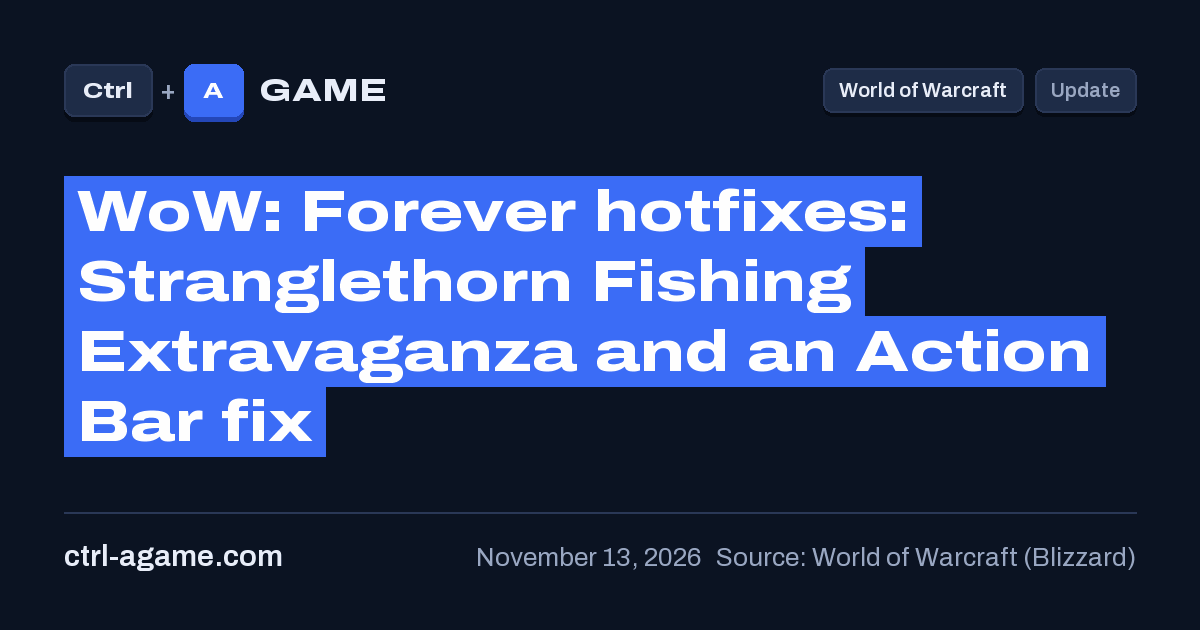 Ctrl + A GAME
World of Warcraft Update
WoW: Forever hotfixes:
Stranglethorn Fishing
Extravaganza and an Action
Bar fix
ctrl-agame.com
November 13, 2026 Source: World of Warcraft (Blizzard)